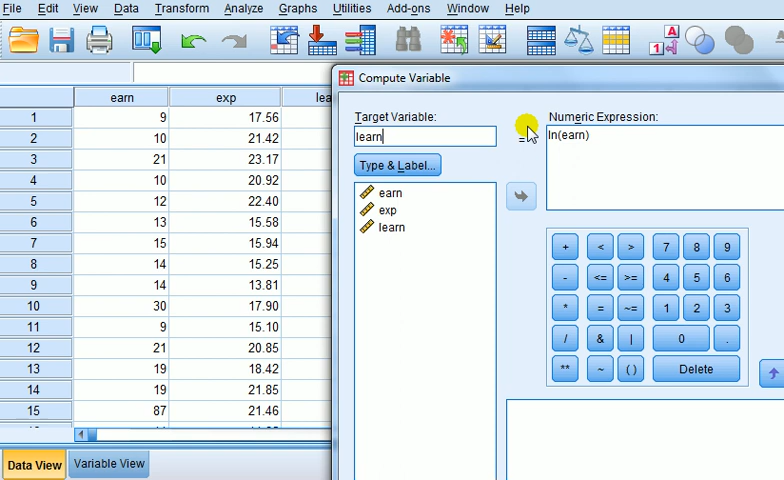 File Edit View Data Transform Analyze Graphs Utilities Add-ons Window Help
Compute Variable
earn exp
Target Variable: Numeric Expression:
learn = ln(earn)
Type & Label...
earn
exp
learn
1 9 17.56
2 10 21.42
3 21 23.17
4 10 20.92
5 12 22.40
6 13 15.58
7 15 15.94
8 14 15.25
9 14 13.81
10 30 17.90
11 9 15.10
12 21 20.85
13 19 18.42
14 19 21.85
15 87 21.46
+ < > 7 8 9
- <= >= 4 5 6
* = ~= 1 2 3
/ & | 0 .
** ~ ( ) Delete
Data View Variable View